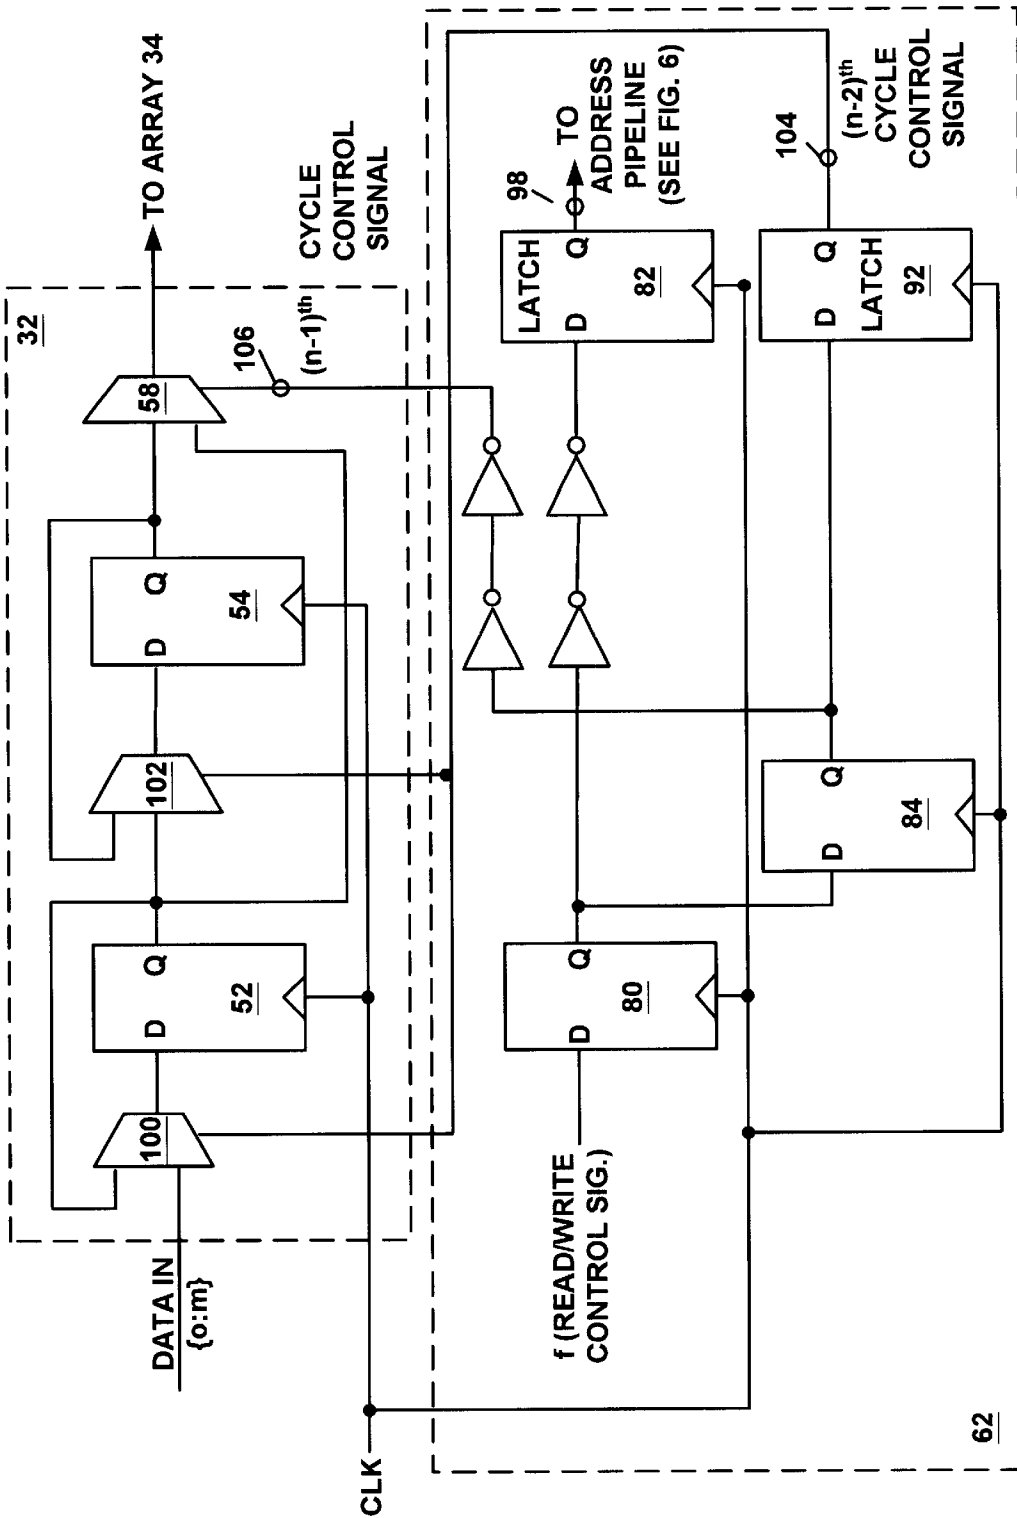 32
DATA IN
{o:m}
100
D
Q
52
102
D
Q
54
58
TO ARRAY 34
106
(n-1)th
CYCLE
CONTROL
SIGNAL
CLK
62
f (READ/WRITE
CONTROL SIG.)
D
Q
80
D
Q
84
LATCH
D
Q
82
98
TO
ADDRESS
PIPELINE
(SEE FIG. 6)
D
Q
LATCH
92
104
(n-2)th
CYCLE
CONTROL
SIGNAL